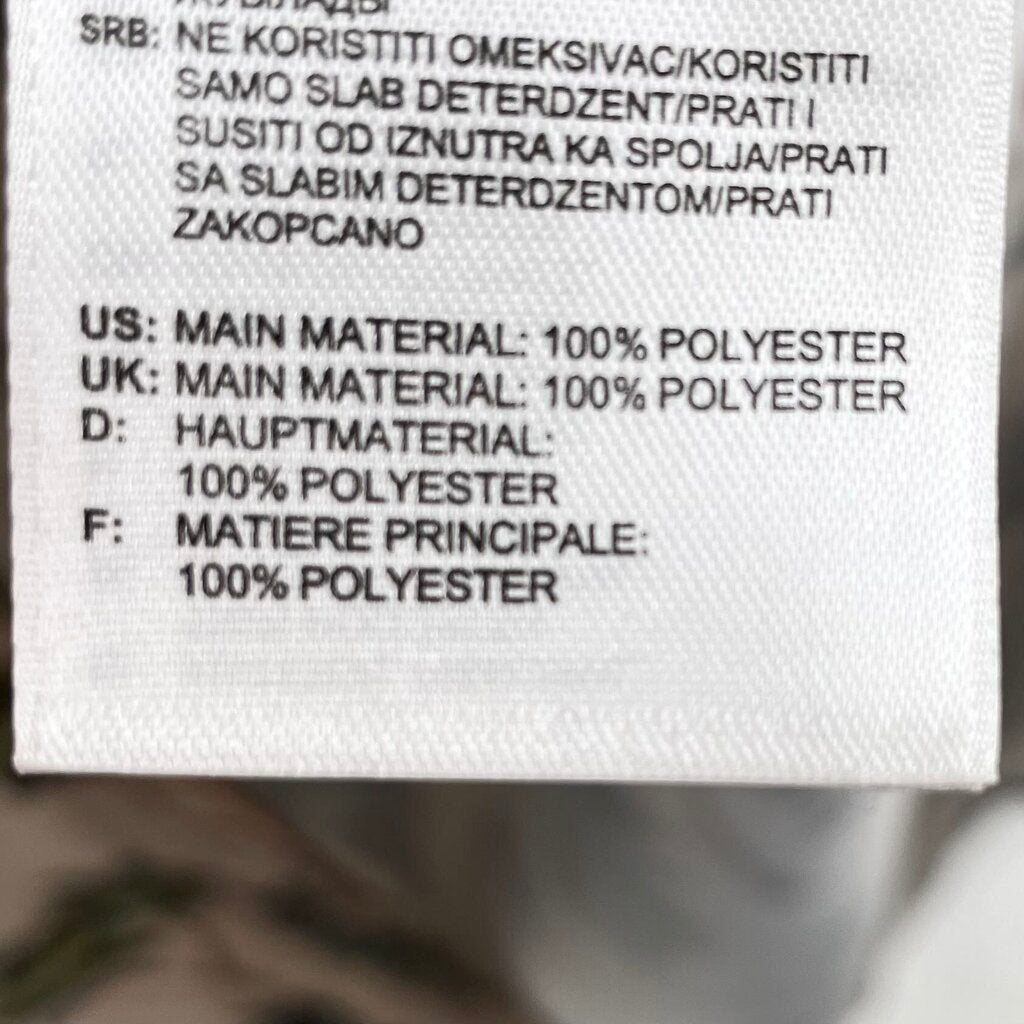 SRB: NE KORISTITI OMEKSIVAC/KORISTITI
SAMO SLAB DETERDZENT/PRATI I
SUSITI OD IZNUTRA KA SPOLJA/PRATI
SA SLABIM DETERDZENTOM/PRATI
ZAKOPCANO
US: MAIN MATERIAL: 100% POLYESTER
UK: MAIN MATERIAL: 100% POLYESTER
D: HAUPTMATERIAL:
100% POLYESTER
F: MATIERE PRINCIPALE:
100% POLYESTER